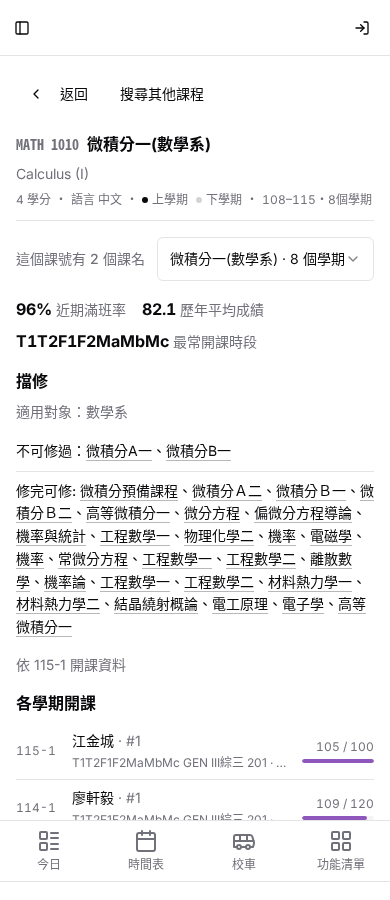 返回 搜尋其他課程
MATH 1010 微積分一(數學系)
Calculus (I)
4 學分 · 語言 中文 · 上學期 下學期 · 108–115・8個學期
這個課號有 2 個課名 微積分一(數學系) · 8 個學期
96% 近期滿班率 82.1 歷年平均成績
T1T2F1F2MaMbMc 最常開課時段
擋修
適用對象：數學系
不可修過：微積分A一、微積分B一
修完可修: 微積分預備課程、微積分Ａ二、微積分Ｂ一、微
積分Ｂ二、高等微積分一、微分方程、偏微分方程導論、
機率與統計、工程數學一、物理化學二、機率、電磁學、
機率、常微分方程、工程數學一、工程數學二、離散數
學、機率論、工程數學一、工程數學二、材料熱力學一、
材料熱力學二、結晶繞射概論、電工原理、電子學、高等
微積分一
依 115-1 開課資料
各學期開課
115-1 江金城 · #1 105 / 100
T1T2F1F2MaMbMc GEN III綜三 201 · ...
114-1 廖軒毅 · #1 109 / 120
T1T2F1F2MaMbMc GEN III綜三 201 ·
今日 時間表 校車 功能清單